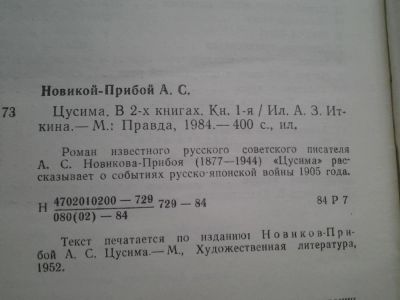 Новикой-Прибой А. С.
73 Цусима. В 2-х книгах. Кн. 1-я / Ил. А. З. Ит-
кина.— М.: Правда, 1984.— 400 с., ил.
Роман известного русского советского писателя
А. С. Новикова-Прибоя (1877—1944) «Цусима» рас-
сказывает о событиях русско-японской войны 1905 года.
Н 4702010200 — 729
080(02) — 84
729 — 84
84 Р 7
Текст печатается по изданию: Новиков-При-
бой А. С. Цусима.— М., Художественная литература,
1952.